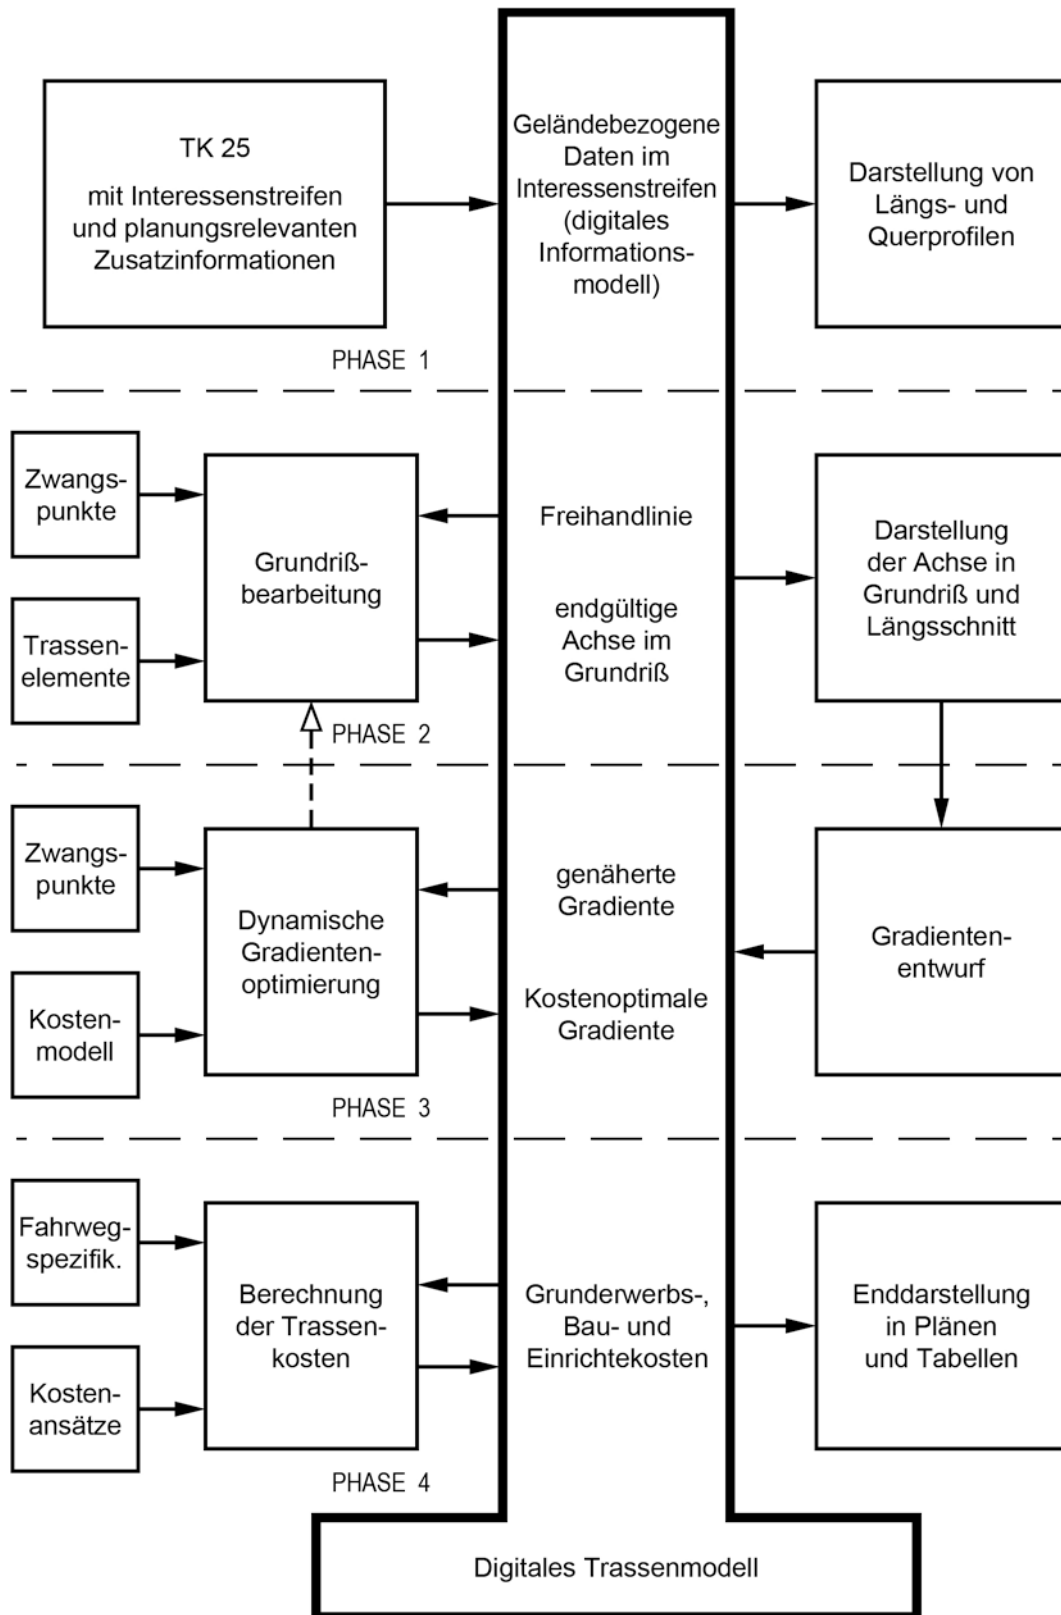 TK 25
mit Interessenstreifen
und planungsrelevanten
Zusatzinformationen
Geländebezogene
Daten im
Interessenstreifen
(digitales
Informations-
modell)
Darstellung von
Längs- und
Querprofilen
PHASE 1
Zwangs-
punkte
Trassen-
elemente
Grundriß-
bearbeitung
Freihandlinie
endgültige
Achse im
Grundriß
Darstellung
der Achse in
Grundriß und
Längsschnitt
PHASE 2
Zwangs-
punkte
Kosten-
modell
Dynamische
Gradienten-
optimierung
genäherte
Gradiente
Kostenoptimale
Gradiente
Gradienten-
entwurf
PHASE 3
Fahrweg-
spezifik.
Kosten-
ansätze
Berechnung
der Trassen-
kosten
Grunderwerbs-,
Bau- und
Einrichtekosten
Enddarstellung
in Plänen
und Tabellen
PHASE 4
Digitales Trassenmodell